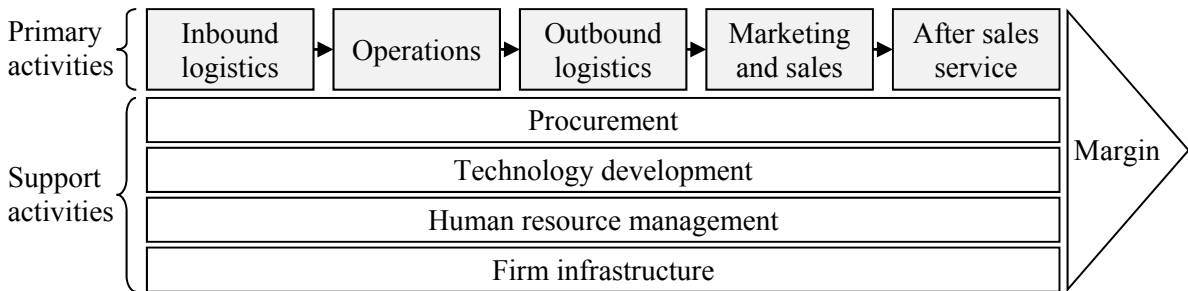 Primary
activities
Inbound
logistics
Operations
Outbound
logistics
Marketing
and sales
After sales
service
Support
activities
Procurement
Technology development
Human resource management
Firm infrastructure
Margin